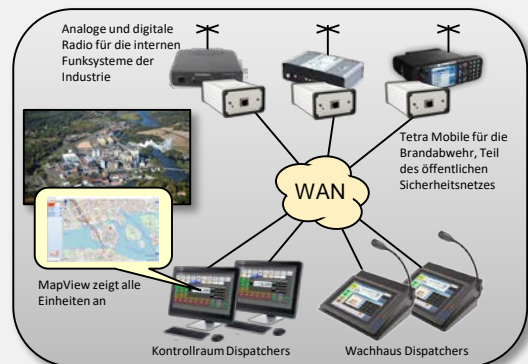 Analoge und digitale
Radio für die internen
Funksysteme der
Industrie
Tetra Mobile für die
Brandabwehr, Teil
des öffentlichen
Sicherheitsnetzes
WAN
MapView zeigt alle
Einheiten an
Kontrollraum Dispatchers
Wachhaus Dispatchers